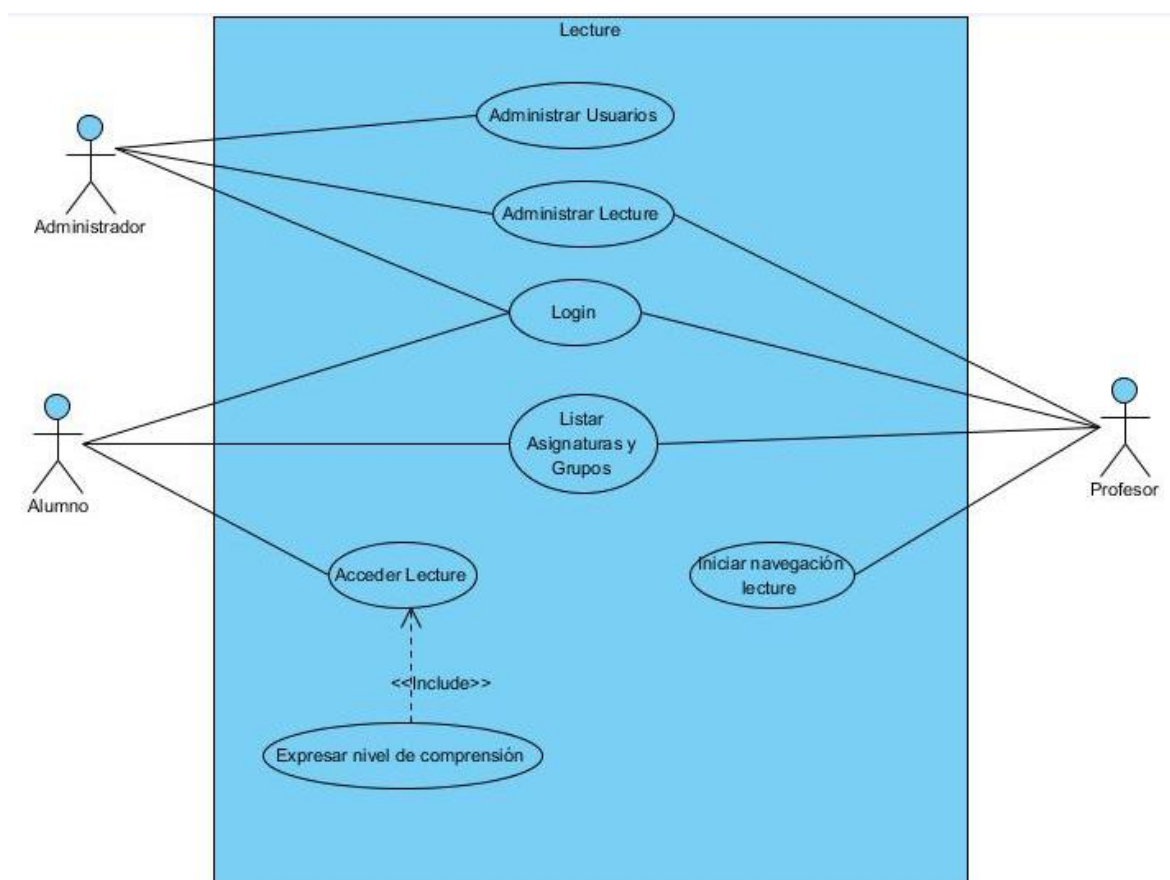 Lecture
Administrar Usuarios
Administrador
Administrar Lecture
Login
Listar
Asignaturas y
Grupos
Alumno
Profesor
Acceder Lecture
Iniciar navegación
lecture
<<Include>>
Expresar nivel de comprensión